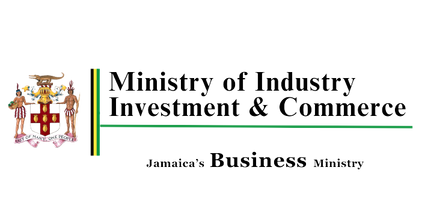 Ministry of Industry
Investment & Commerce
Jamaica's Business Ministry